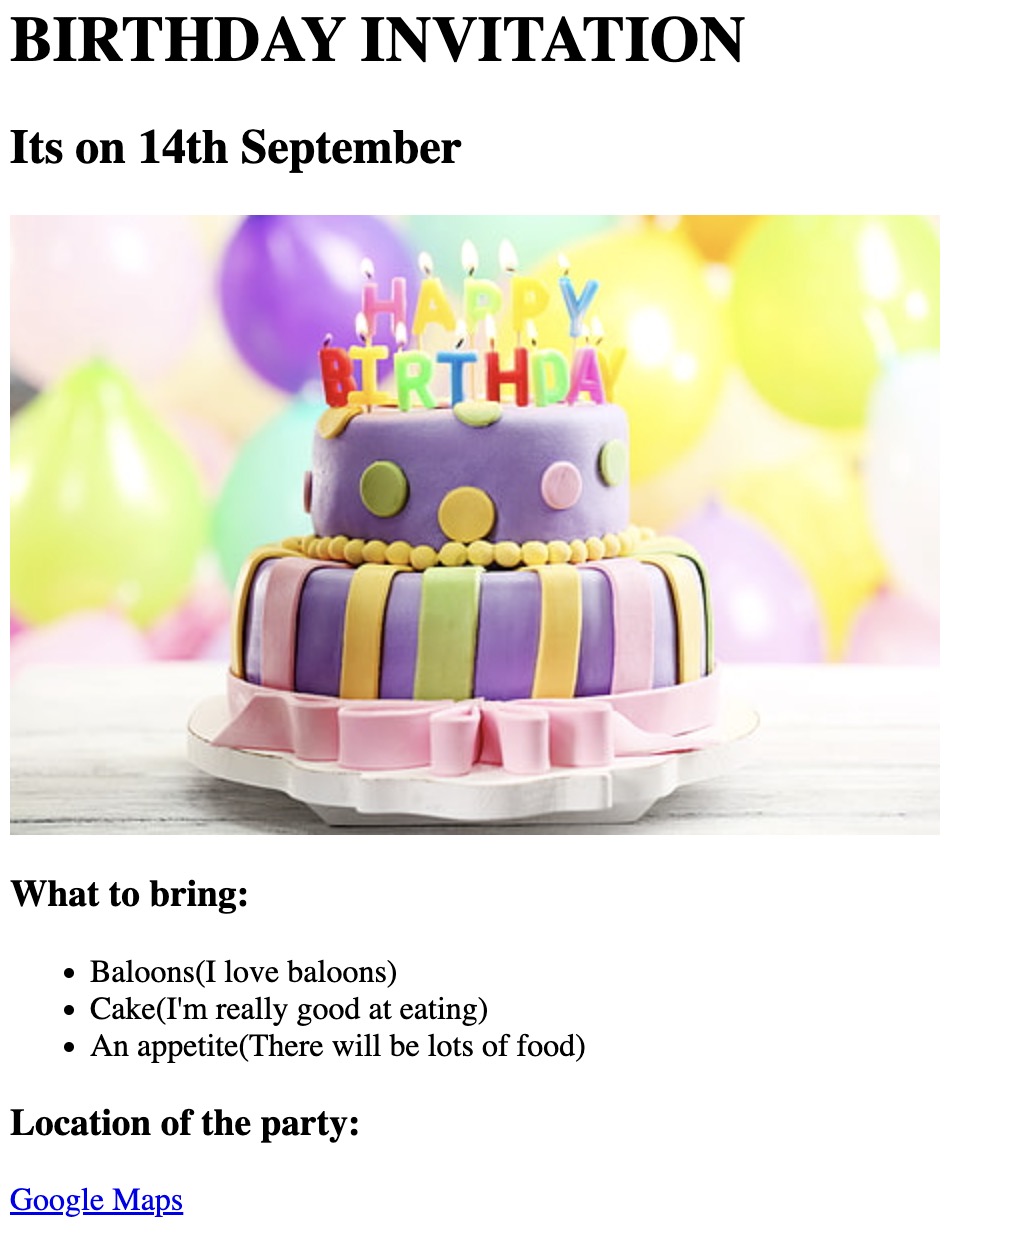 BIRTHDAY INVITATION
Its on 14th September
HAPPY
BIRTHDAY
What to bring:
Baloons(I love baloons)
Cake(I'm really good at eating)
An appetite(There will be lots of food)
Location of the party:
Google Maps